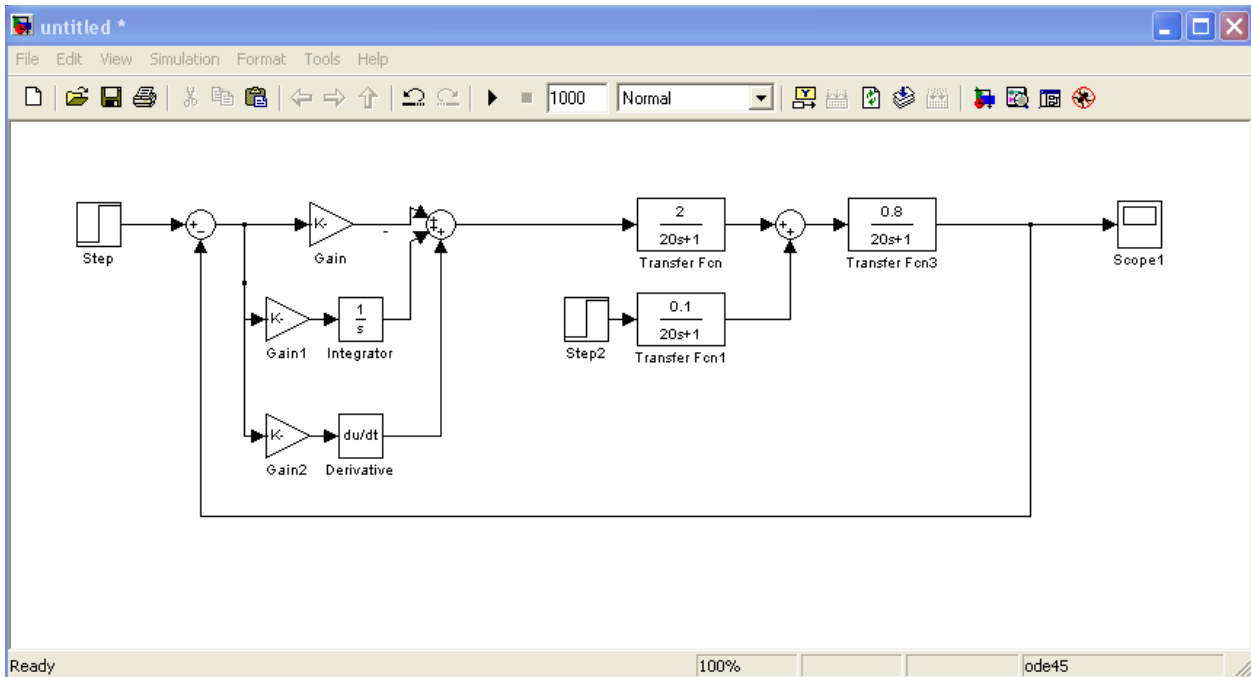 untitled *
File Edit View Simulation Format Tools Help
1000 Normal
Step
+
-
K-
Gain
-
+
+
+
2
20s+1
Transfer Fcn
+
+
0.8
20s+1
Transfer Fcn3
Scope1
K-
Gain1
1
s
Integrator
Step2
0.1
20s+1
Transfer Fcn1
K-
Gain2
du/dt
Derivative
Ready 100% ode45